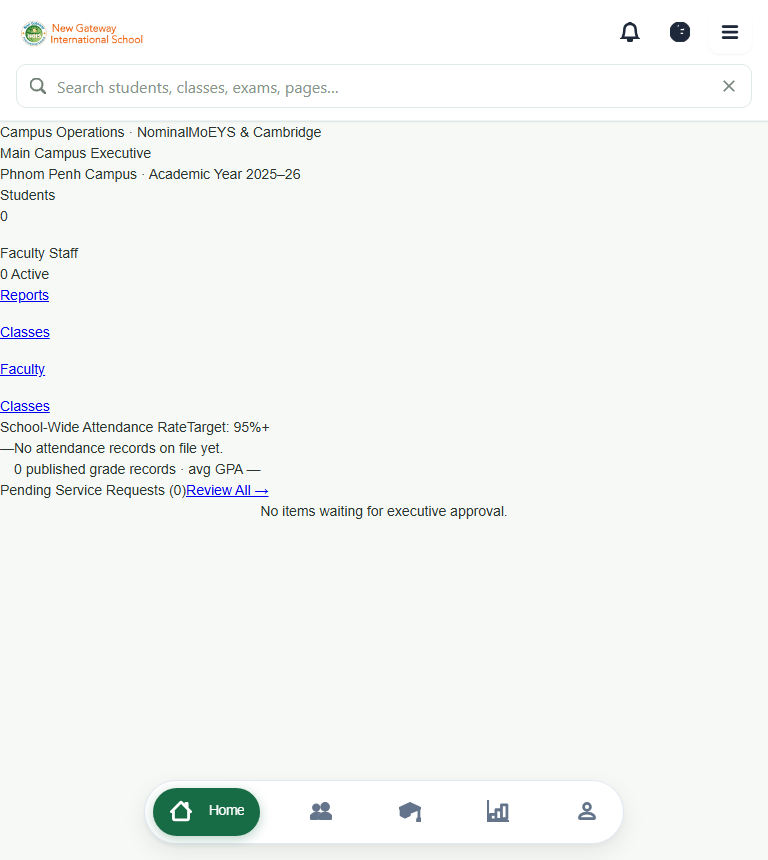 New Gateway
International School
Search students, classes, exams, pages...
Campus Operations · NominalMoEYS & Cambridge
Main Campus Executive
Phnom Penh Campus · Academic Year 2025–26
Students
0
Faculty Staff
0 Active
Reports
Classes
Faculty
Classes
School-Wide Attendance RateTarget: 95%+
—No attendance records on file yet.
0 published grade records · avg GPA —
Pending Service Requests (0)Review All →
No items waiting for executive approval.
Home